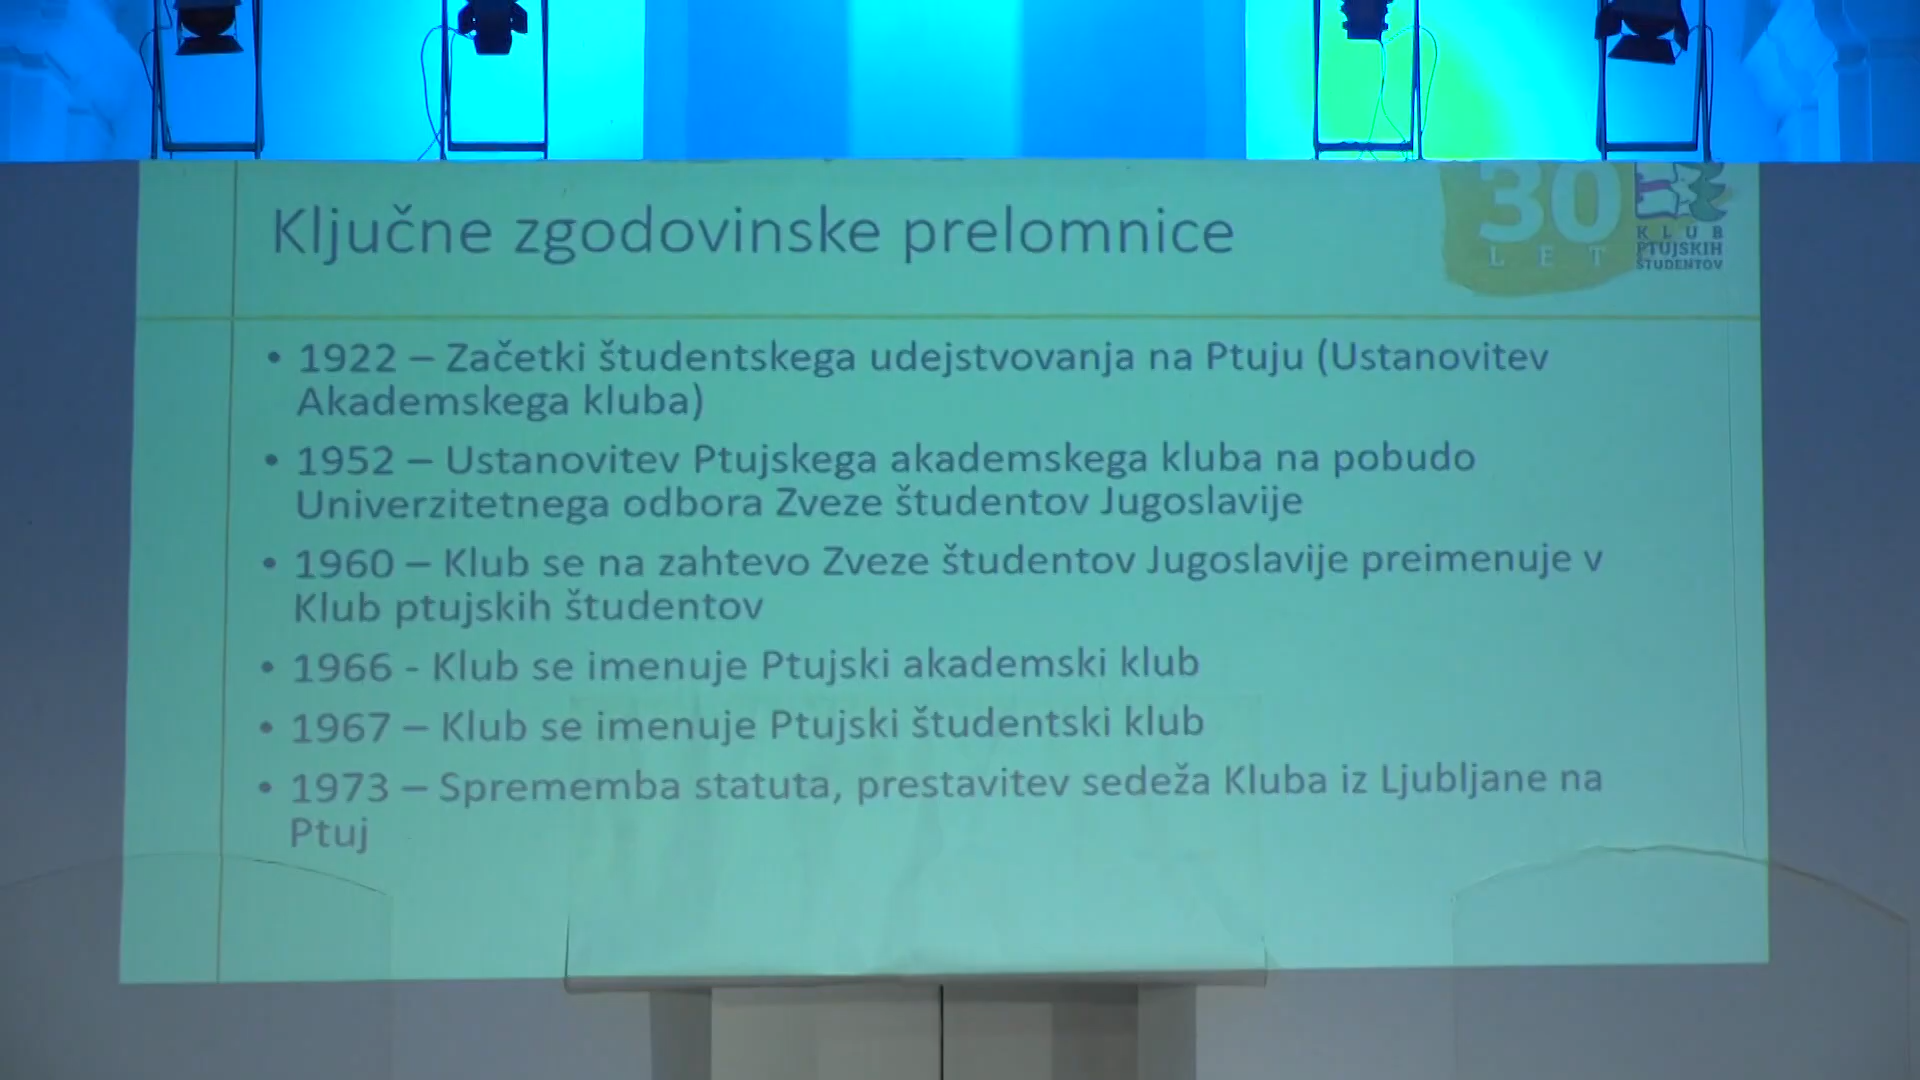 Ključne zgodovinske prelomnice
30
LET
KLUB
PTUJSKIH
ŠTUDENTOV
• 1922 – Začetki študentskega udejstvovanja na Ptuju (Ustanovitev
Akademskega kluba)
• 1952 – Ustanovitev Ptujskega akademskega kluba na pobudo
Univerzitetnega odbora Zveze študentov Jugoslavije
• 1960 – Klub se na zahtevo Zveze študentov Jugoslavije preimenuje v
Klub ptujskih študentov
• 1966 - Klub se imenuje Ptujski akademski klub
• 1967 – Klub se imenuje Ptujski študentski klub
• 1973 – Sprememba statuta, prestavitev sedeža Kluba iz Ljubljane na
Ptuj